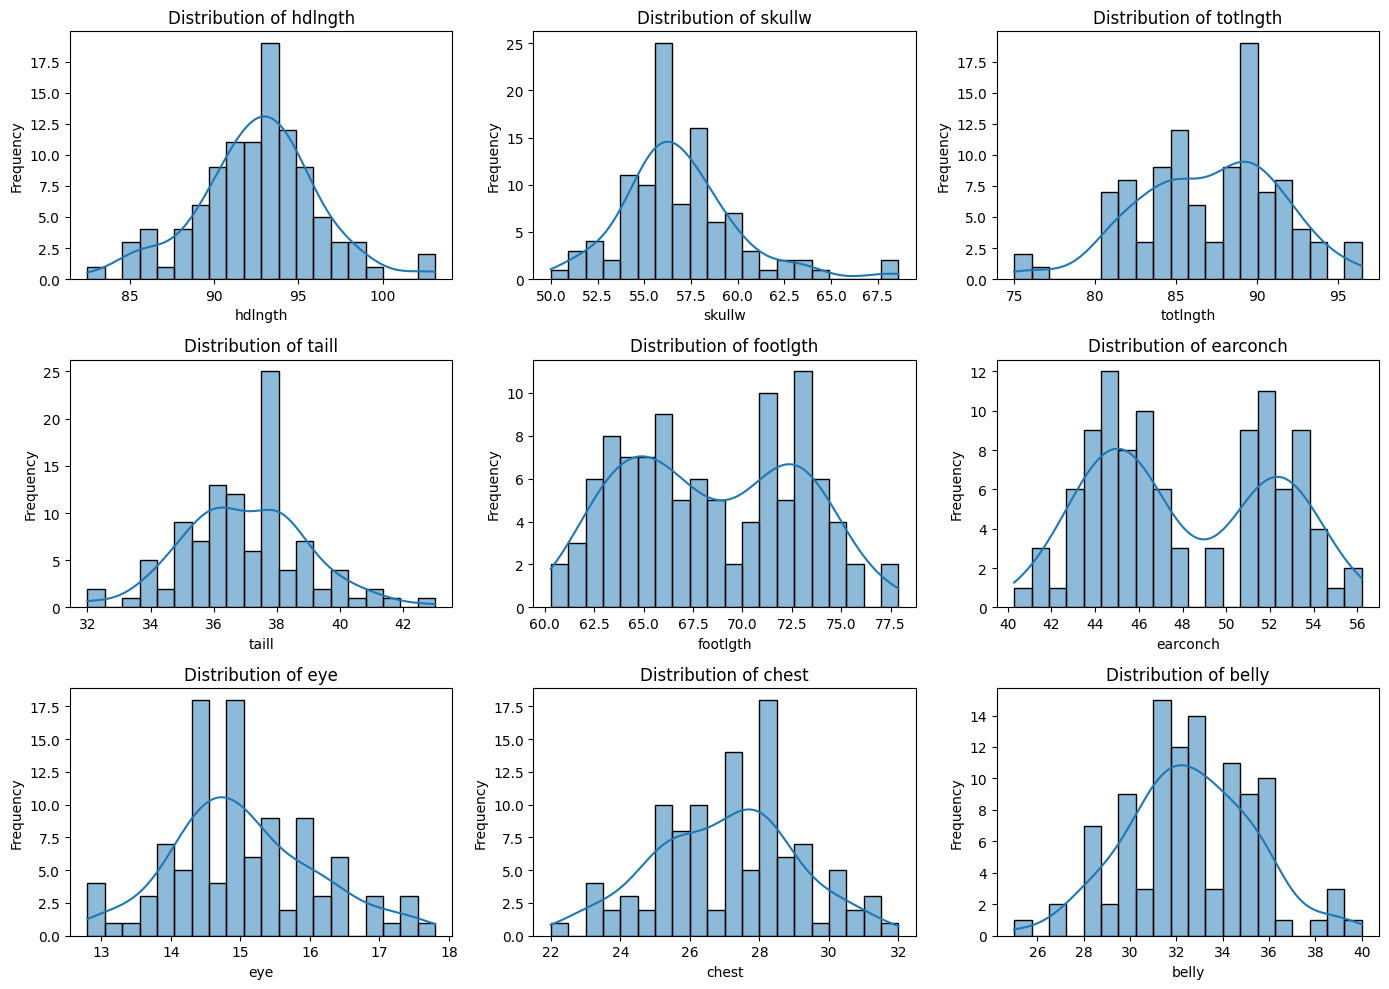 Distribution of hdlngth
Frequency
17.5
15.0
12.5
10.0
7.5
5.0
2.5
0.0
85 90 95 100
hdlngth
Distribution of skullw
Frequency
25
20
15
10
5
0
50.0 52.5 55.0 57.5 60.0 62.5 65.0 67.5
skullw
Distribution of totlngth
Frequency
17.5
15.0
12.5
10.0
7.5
5.0
2.5
0.0
75 80 85 90 95
totlngth
Distribution of taill
Frequency
25
20
15
10
5
0
32 34 36 38 40 42
taill
Distribution of footlgth
Frequency
10
8
6
4
2
0
60.0 62.5 65.0 67.5 70.0 72.5 75.0 77.5
footlgth
Distribution of earconch
Frequency
12
10
8
6
4
2
0
40 42 44 46 48 50 52 54 56
earconch
Distribution of eye
Frequency
17.5
15.0
12.5
10.0
7.5
5.0
2.5
0.0
13 14 15 16 17 18
eye
Distribution of chest
Frequency
17.5
15.0
12.5
10.0
7.5
5.0
2.5
0.0
22 24 26 28 30 32
chest
Distribution of belly
Frequency
14
12
10
8
6
4
2
0
26 28 30 32 34 36 38 40
belly